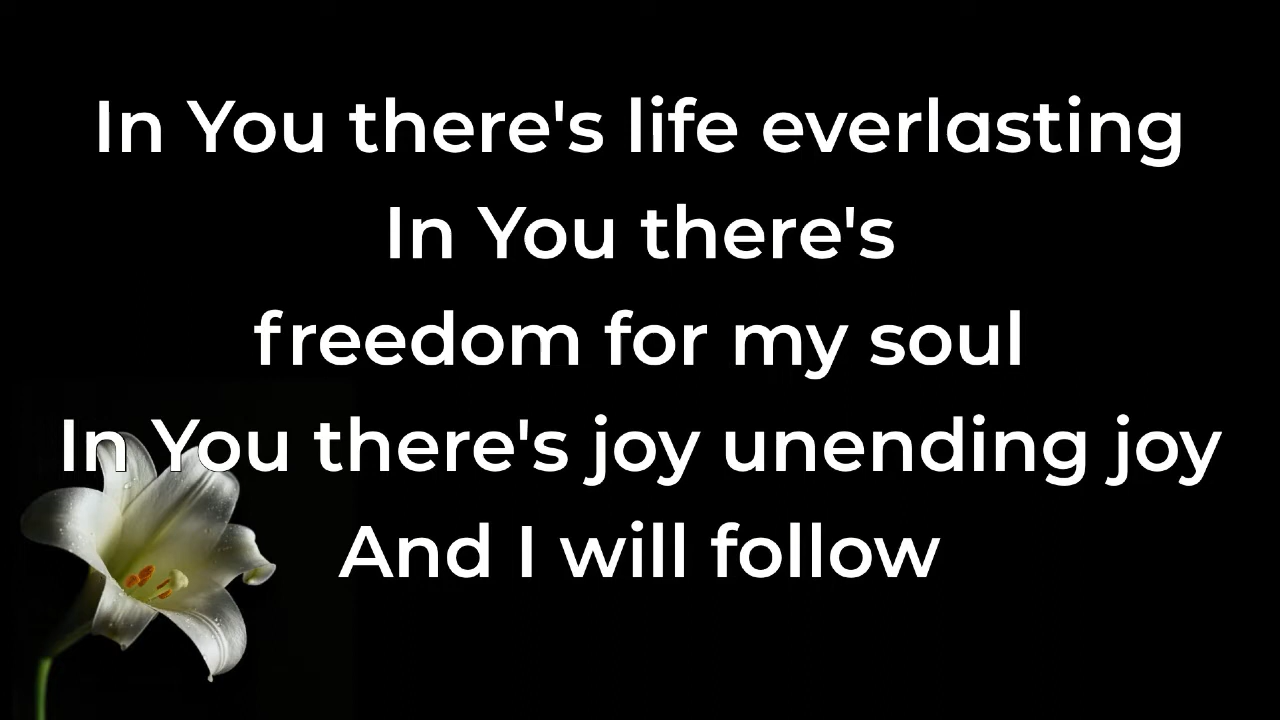 In You there's life everlasting
In You there's
freedom for my soul
In You there's joy unending joy
And I will follow